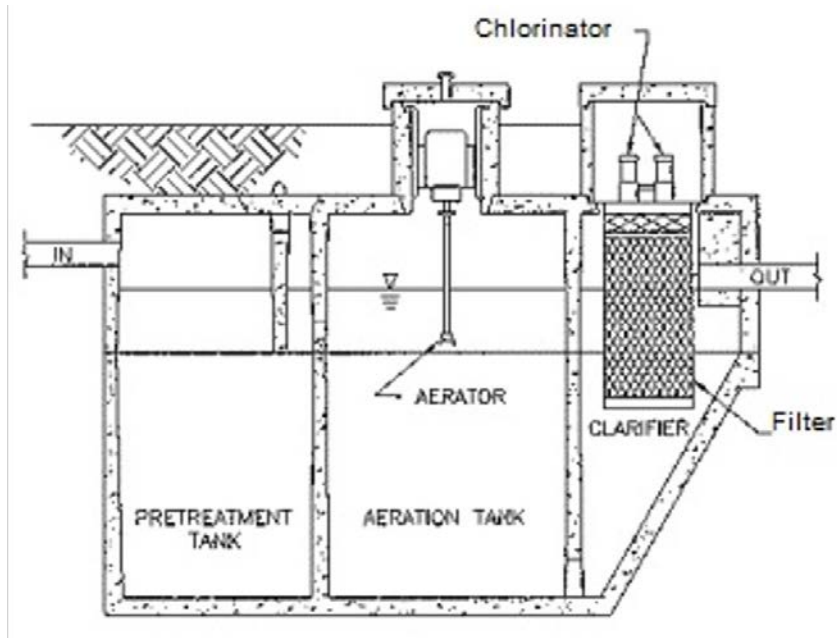 Chlorinator
IN
OUT
AERATOR
CLARIFIER
Filter
PRETREATMENT
TANK
AERATION TANK